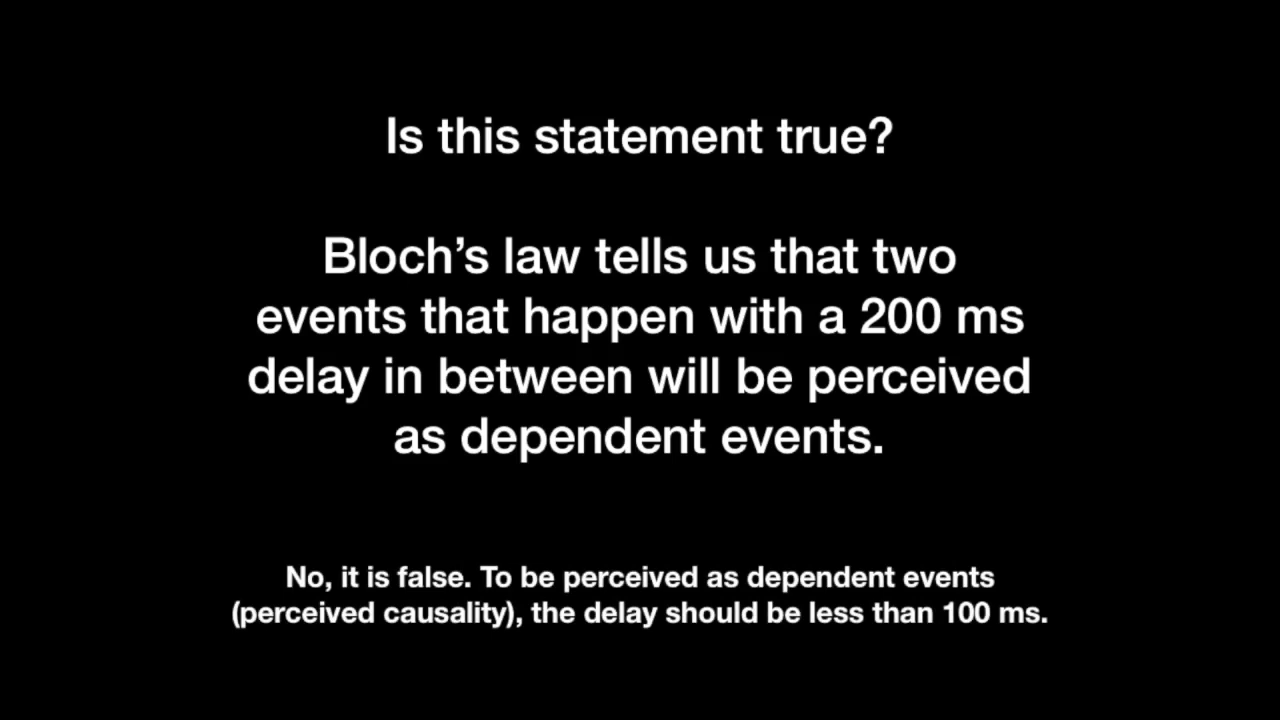 Is this statement true?
Bloch’s law tells us that two
events that happen with a 200 ms
delay in between will be perceived
as dependent events.
No, it is false. To be perceived as dependent events
(perceived causality), the delay should be less than 100 ms.